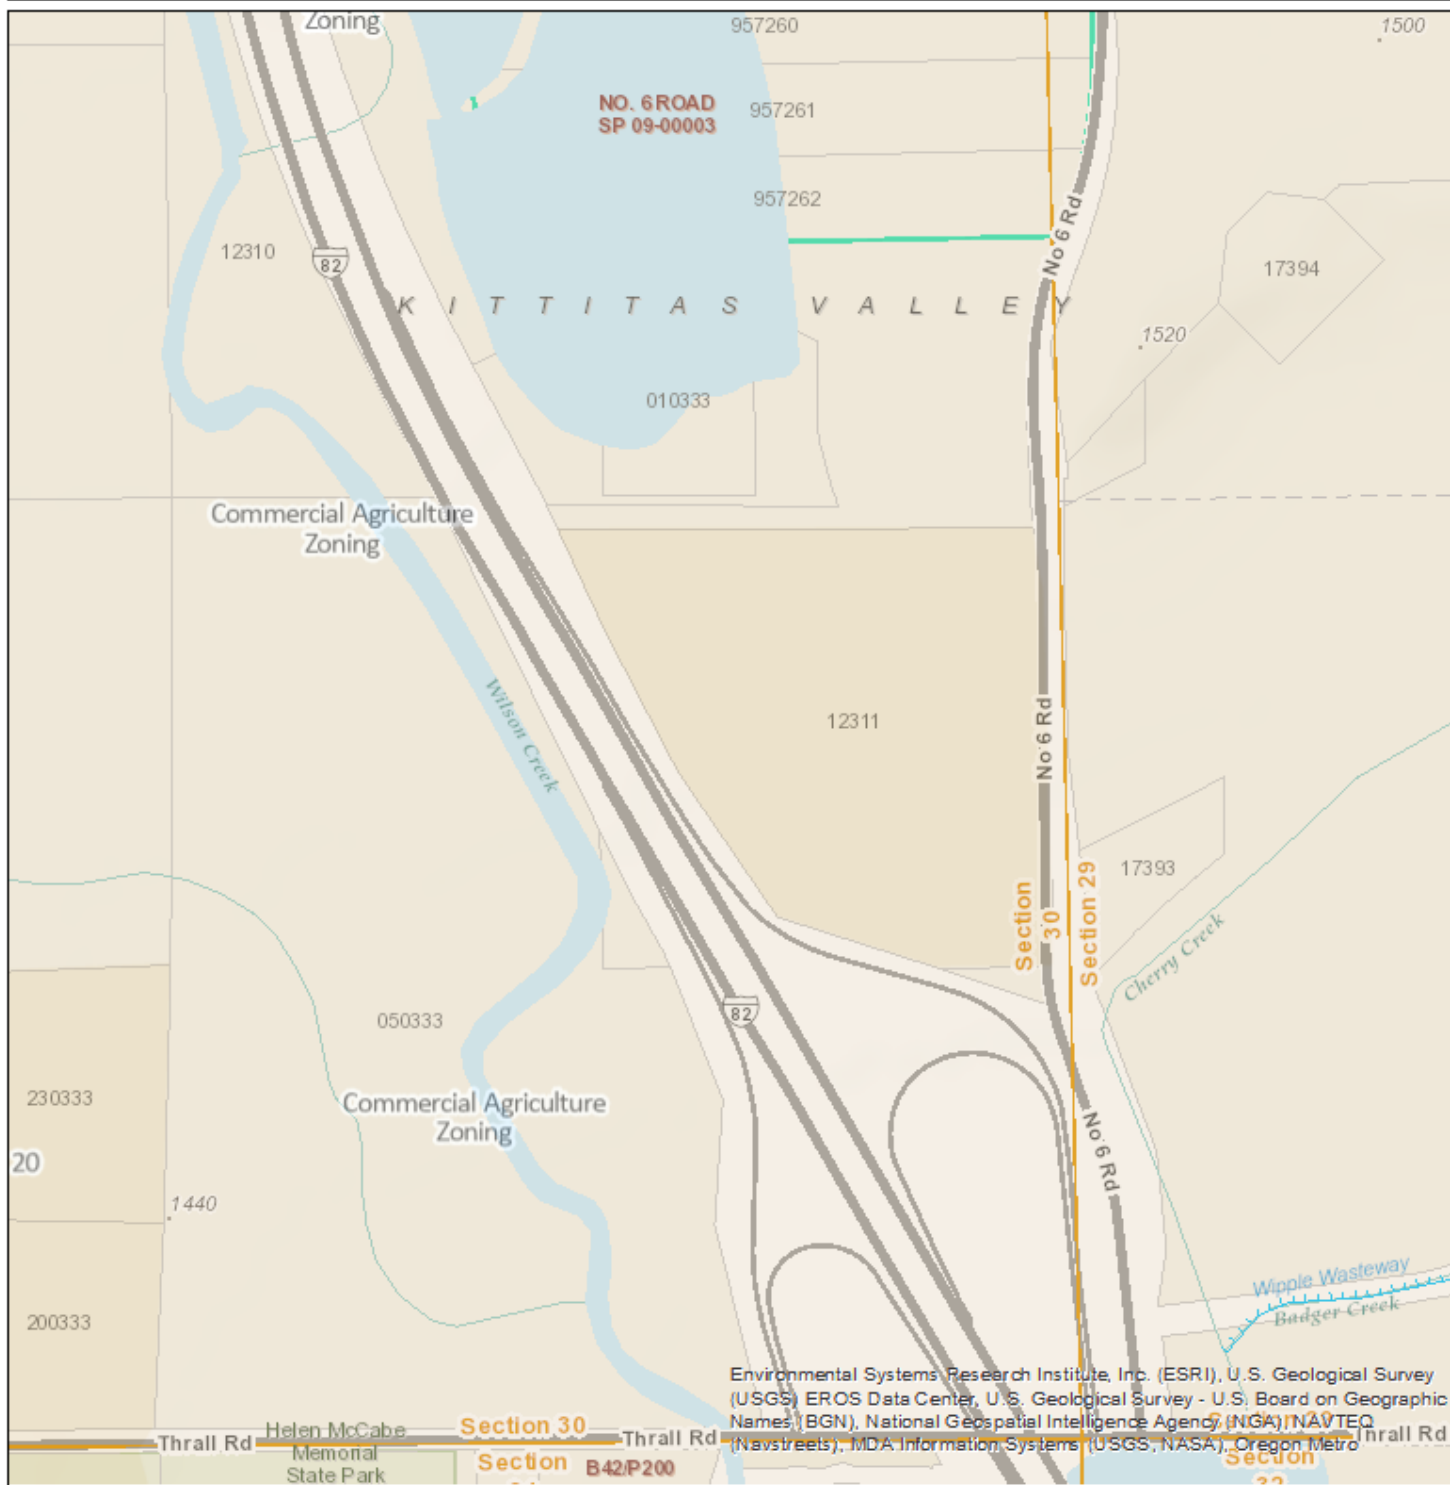 Zoning
957260
1500
NO. 6 ROAD
SP 09-00003
957261
957262
No 6 Rd
12310
82
17394
KITTITAS VALLEY
1520
010333
Commercial Agriculture
Zoning
Wilson Creek
12311
No 6 Rd
17393
Section
30
Section 29
Cherry Creek
82
050333
230333
Commercial Agriculture
Zoning
No 6 Rd
20
1440
Wipple Wasteway
Badger Creek
200333
Environmental Systems Research Institute, Inc. (ESRI), U.S. Geological Survey
(USGS) EROS Data Center, U.S. Geological Survey - U.S. Board on Geographic
Names (BGN), National Geospatial Intelligence Agency (NGA), NAVTEQ
(Navstreets), MDA Information Systems (USGS, NASA), Oregon Metro
Helen McCabe
Memorial
State Park
Thrall Rd
Section 30
Thrall Rd
Thrall Rd
Section
B42/P200
Section
32